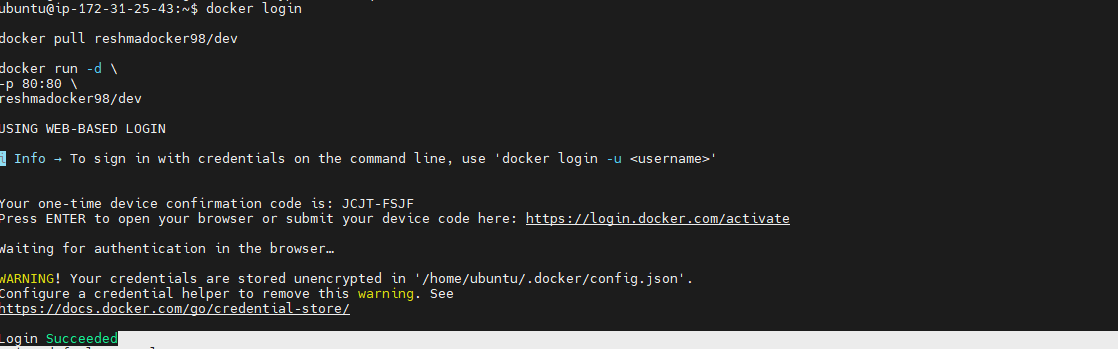 ubuntu@ip-172-31-25-43:~$ docker login
docker pull reshmadocker98/dev
docker run -d \
-p 80:80 \
reshmadocker98/dev
USING WEB-BASED LOGIN
i Info → To sign in with credentials on the command line, use 'docker login -u <username>'
Your one-time device confirmation code is: JCJT-FSJF
Press ENTER to open your browser or submit your device code here: https://login.docker.com/activate
Waiting for authentication in the browser…
WARNING! Your credentials are stored unencrypted in '/home/ubuntu/.docker/config.json'.
Configure a credential helper to remove this warning. See
https://docs.docker.com/go/credential-store/
Login Succeeded